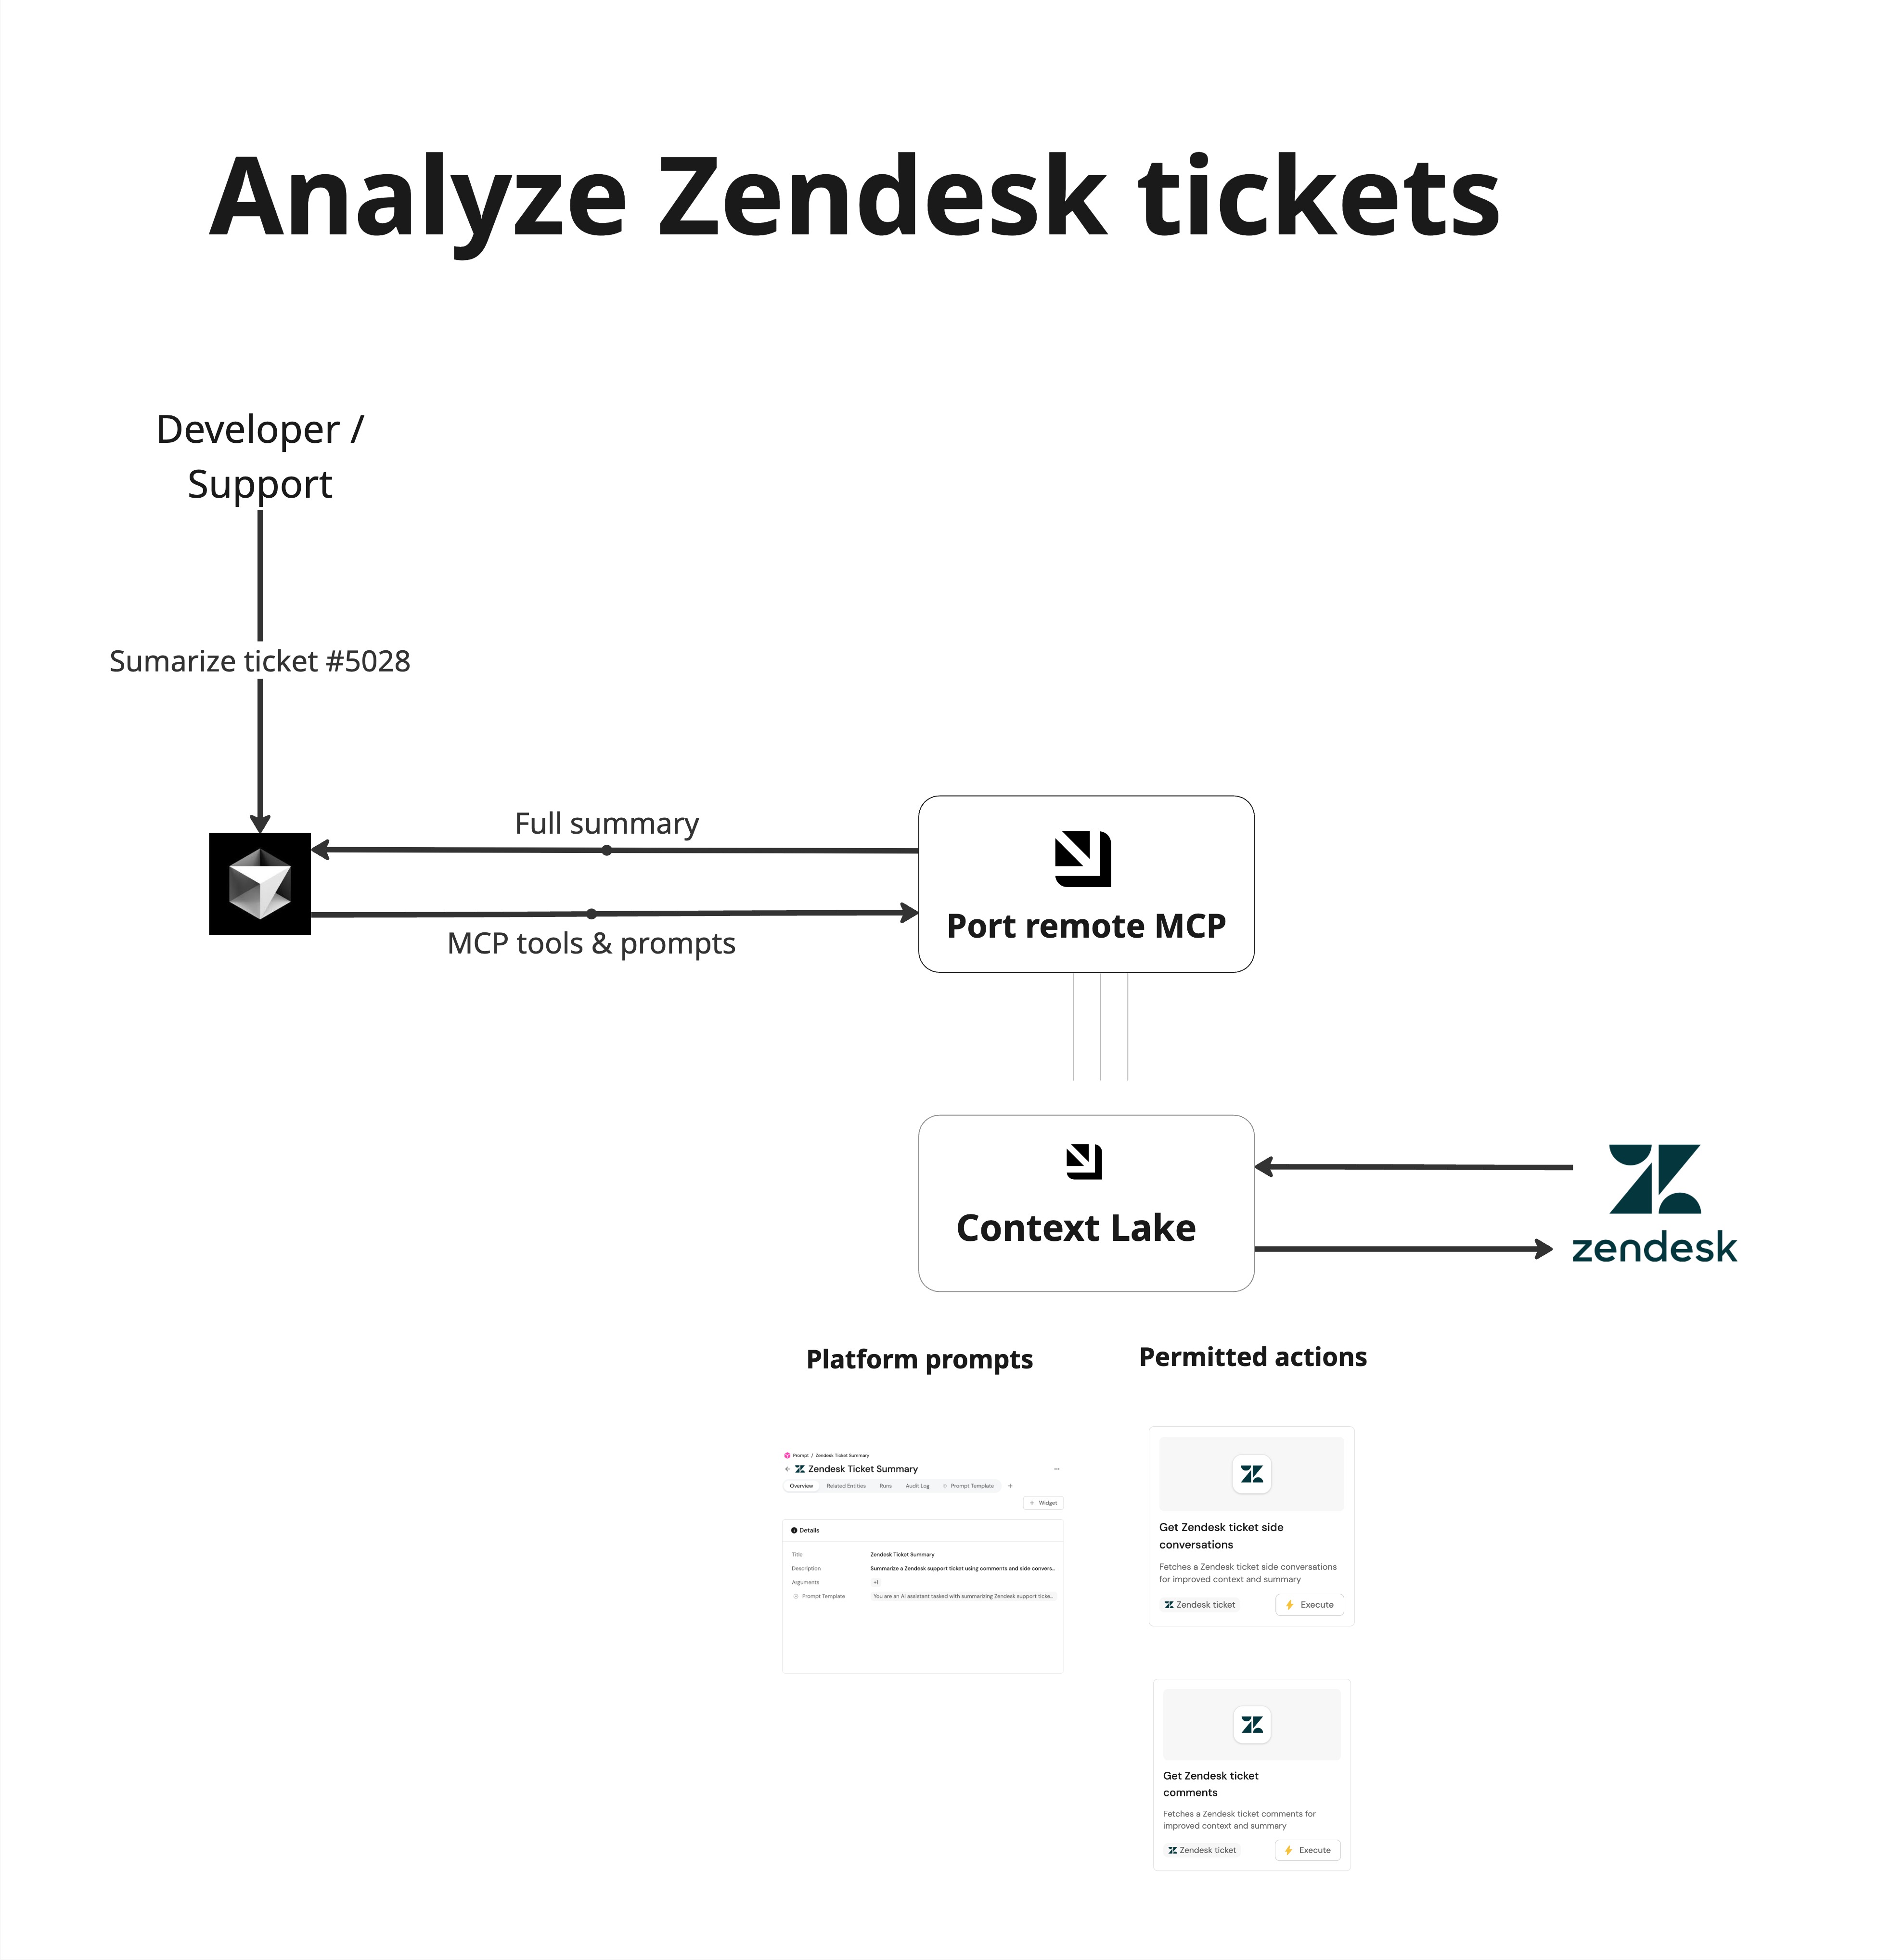 Analyze Zendesk tickets
Developer /
Support
Sumarize ticket #5028
Full summary
MCP tools & prompts
Port remote MCP
Context Lake
zendesk
Platform prompts
Permitted actions
Prompt / Zendesk Ticket Summary
Zendesk Ticket Summary
Overview Related Entities Runs Audit Log Prompt Template +
+ Widget
Details
Title Zendesk Ticket Summary
Description Summarize a Zendesk support ticket using comments and side convers...
Arguments +1
Prompt Template You are an AI assistant tasked with summarizing Zendesk support ticke...
Get Zendesk ticket side
conversations
Fetches a Zendesk ticket side conversations
for improved context and summary
Zendesk ticket Execute
Get Zendesk ticket
comments
Fetches a Zendesk ticket comments for
improved context and summary
Zendesk ticket Execute